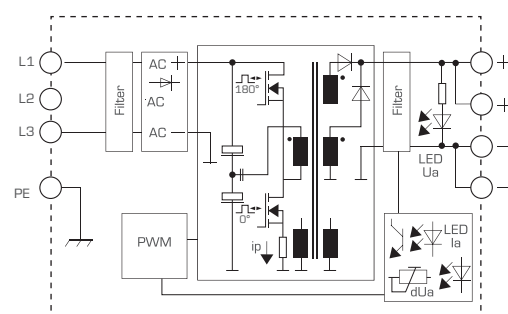 L1
L2
L3
PE
Filter
AC
AC
AC
180°
0°
ip
PWM
Filter
LED
Ua
LED
Ia
dUa
+
+
−
−